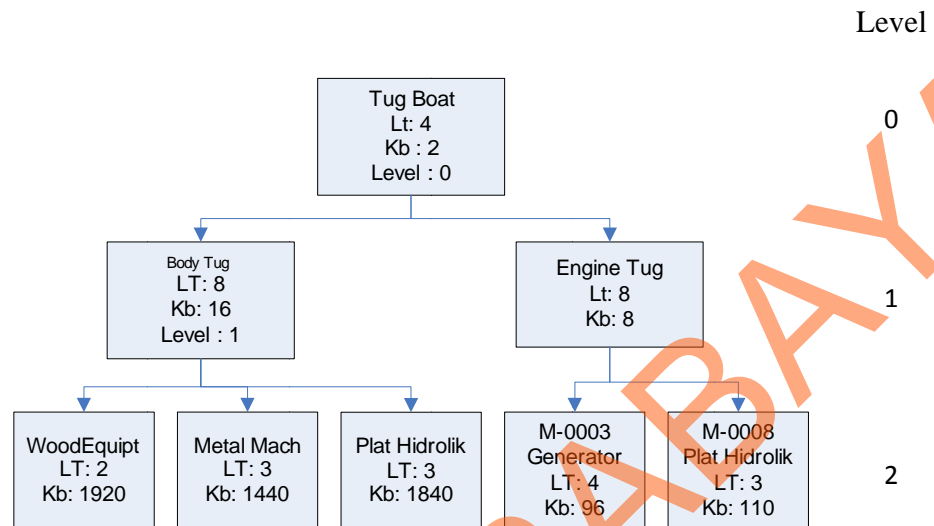 Level
Tug Boat
Lt: 4
Kb : 2
Level : 0
0
Body Tug
LT: 8
Kb: 16
Level : 1
Engine Tug
Lt: 8
Kb: 8
1
WoodEquipt
LT: 2
Kb: 1920
Metal Mach
LT: 3
Kb: 1440
Plat Hidrolik
LT: 3
Kb: 1840
M-0003
Generator
LT: 4
Kb: 96
M-0008
Plat Hidrolik
LT: 3
Kb: 110
2
RABAYA